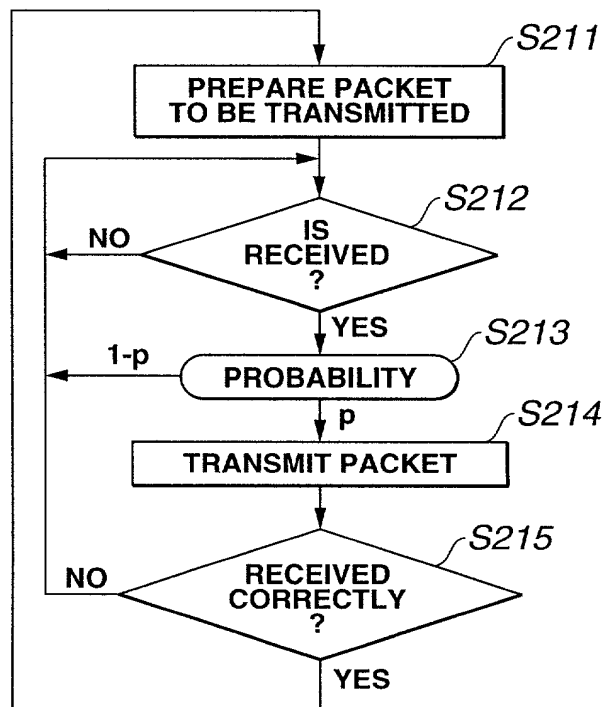 S211
PREPARE PACKET
TO BE TRANSMITTED
S212
IS
RECEIVED
?
NO
YES
S213
1-p
PROBABILITY
p
S214
TRANSMIT PACKET
S215
RECEIVED
CORRECTLY
?
NO
YES